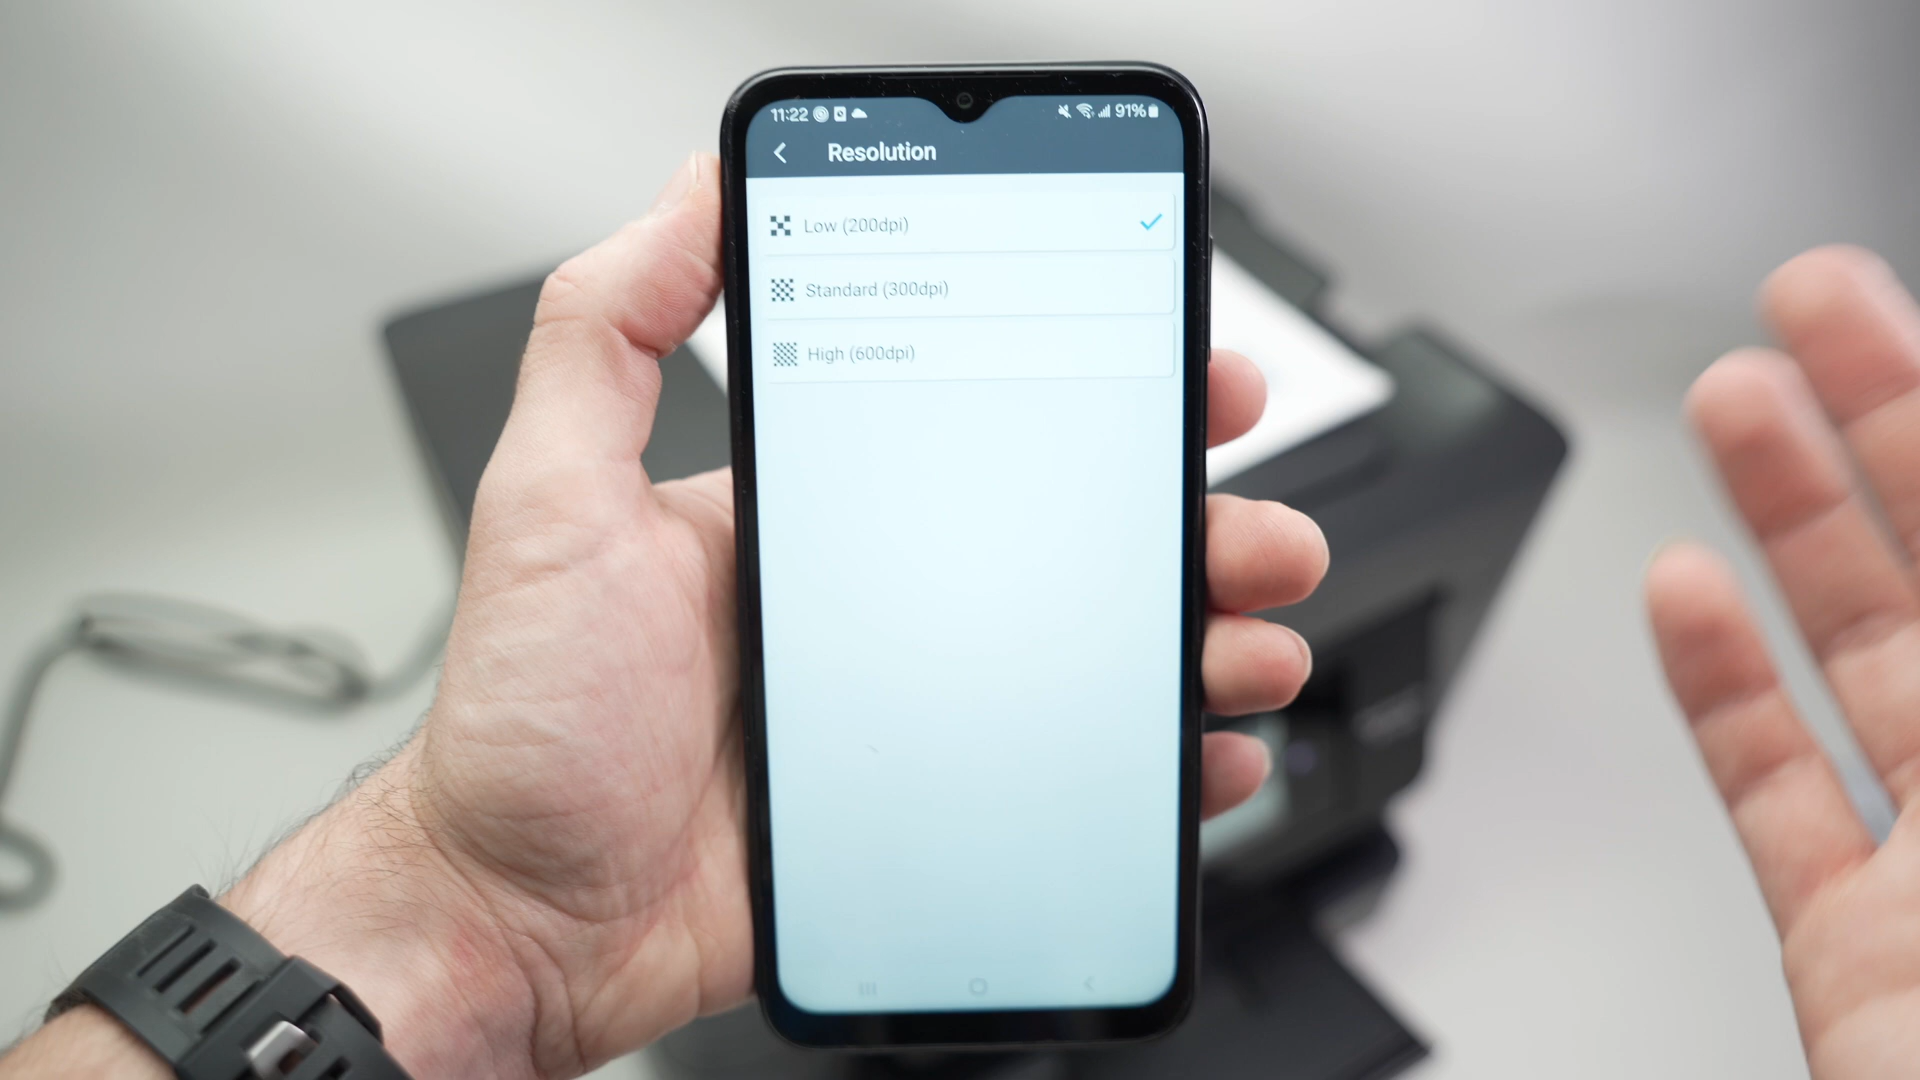 11:22 91%
Resolution
Low (200dpi)
Standard (300dpi)
High (600dpi)